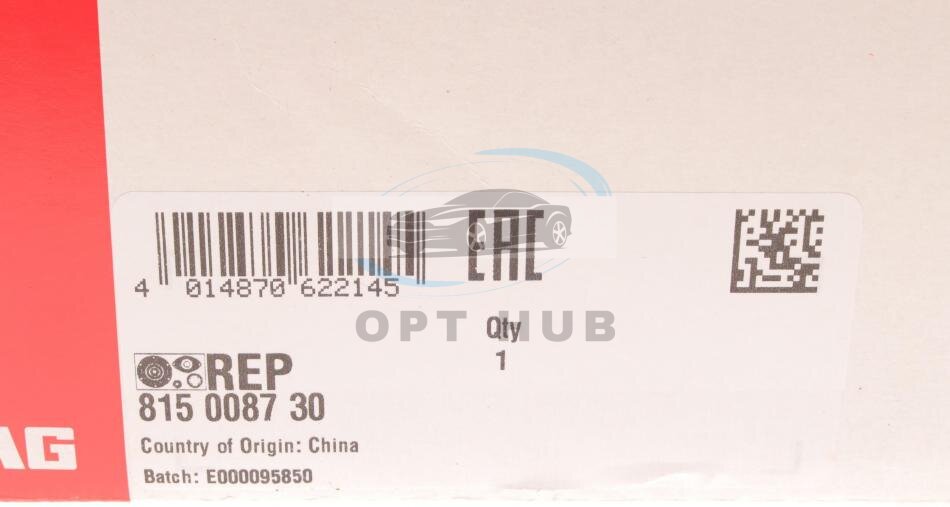 EAC
4 014870 622145
OPT HUB
Qty
1
REP
815 0087 30
AG
Country of Origin: China
Batch: E000095850